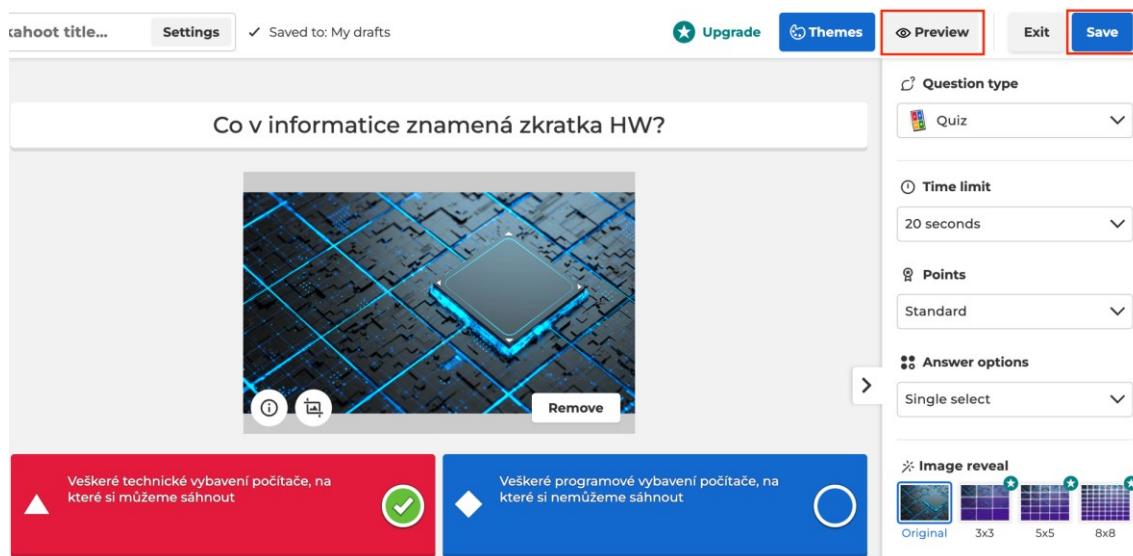 kahoot title...
Settings
Saved to: My drafts
Upgrade
Themes
Preview
Exit
Save
Co v informatice znamená zkratka HW?
Remove
Veškeré technické vybavení počítače, na
které si můžeme sáhnout
Veškeré programové vybavení počítače, na
které si nemůžeme sáhnout
Question type
Quiz
Time limit
20 seconds
Points
Standard
Answer options
Single select
Image reveal
Original
3x3
5x5
8x8